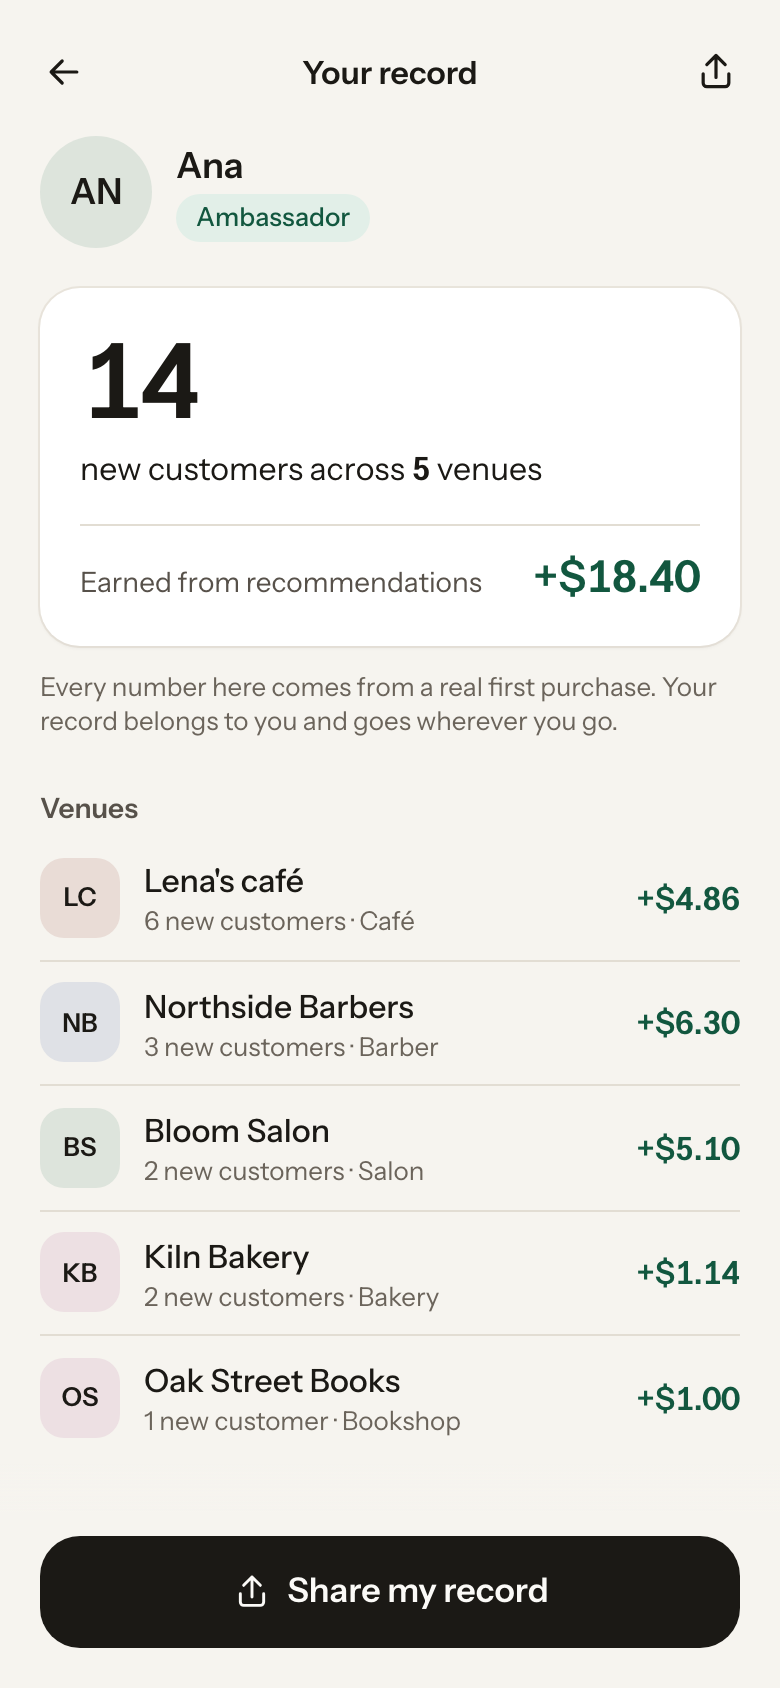 Your record
AN
Ana
Ambassador
14
new customers across 5 venues
Earned from recommendations +$18.40
Every number here comes from a real first purchase. Your
record belongs to you and goes wherever you go.
Venues
LC
Lena's café
6 new customers · Café
+$4.86
NB
Northside Barbers
3 new customers · Barber
+$6.30
BS
Bloom Salon
2 new customers · Salon
+$5.10
KB
Kiln Bakery
2 new customers · Bakery
+$1.14
OS
Oak Street Books
1 new customer · Bookshop
+$1.00
Share my record